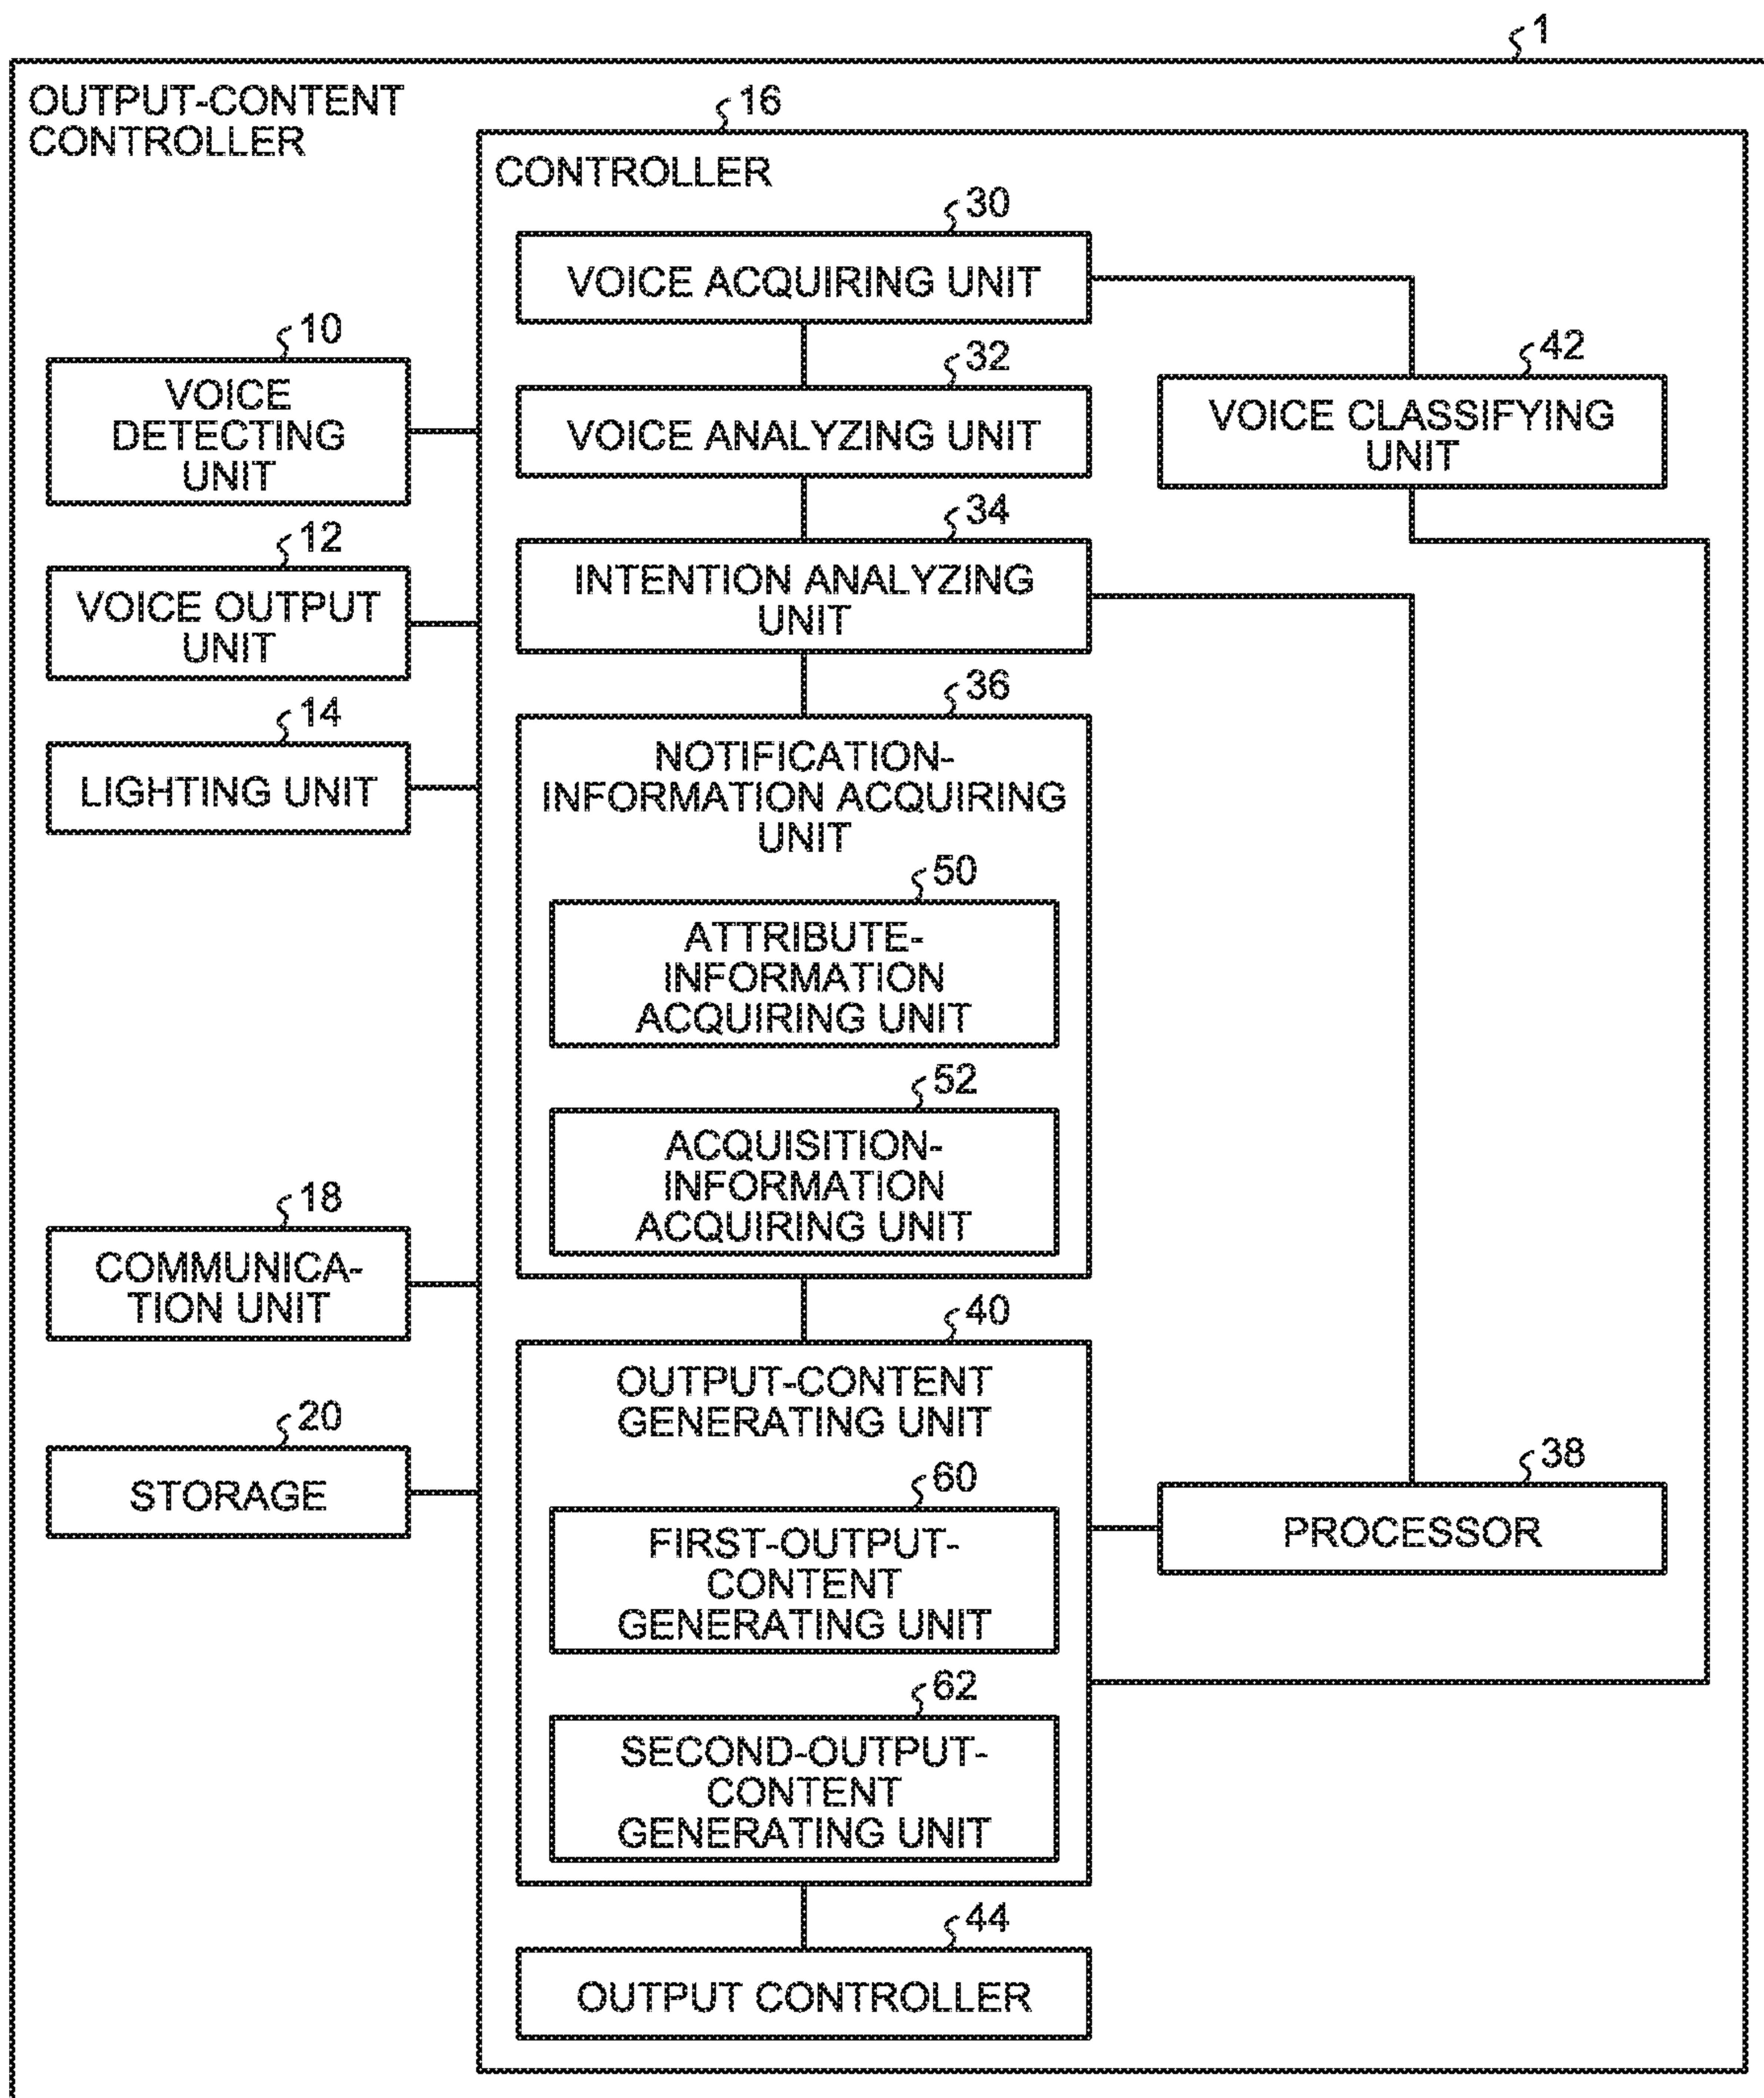 1
OUTPUT-CONTENT
CONTROLLER
16
CONTROLLER
30
VOICE ACQUIRING UNIT
10
VOICE
DETECTING
UNIT
32
VOICE ANALYZING UNIT
42
VOICE CLASSIFYING
UNIT
12
VOICE OUTPUT
UNIT
34
INTENTION ANALYZING
UNIT
14
LIGHTING UNIT
36
NOTIFICATION-
INFORMATION ACQUIRING
UNIT
50
ATTRIBUTE-
INFORMATION
ACQUIRING UNIT
52
ACQUISITION-
INFORMATION
ACQUIRING UNIT
18
COMMUNICA-
TION UNIT
40
OUTPUT-CONTENT
GENERATING UNIT
20
STORAGE
60
FIRST-OUTPUT-
CONTENT
GENERATING UNIT
38
PROCESSOR
62
SECOND-OUTPUT-
CONTENT
GENERATING UNIT
44
OUTPUT CONTROLLER